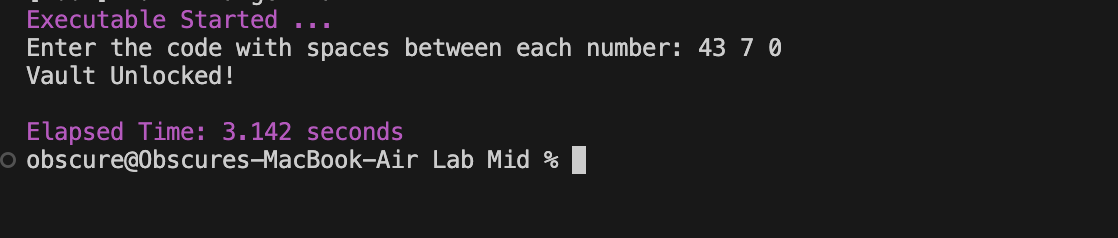 Executable Started ...
Enter the code with spaces between each number: 43 7 0
Vault Unlocked!
Elapsed Time: 3.142 seconds
obscure@Obscures-MacBook-Air Lab Mid %